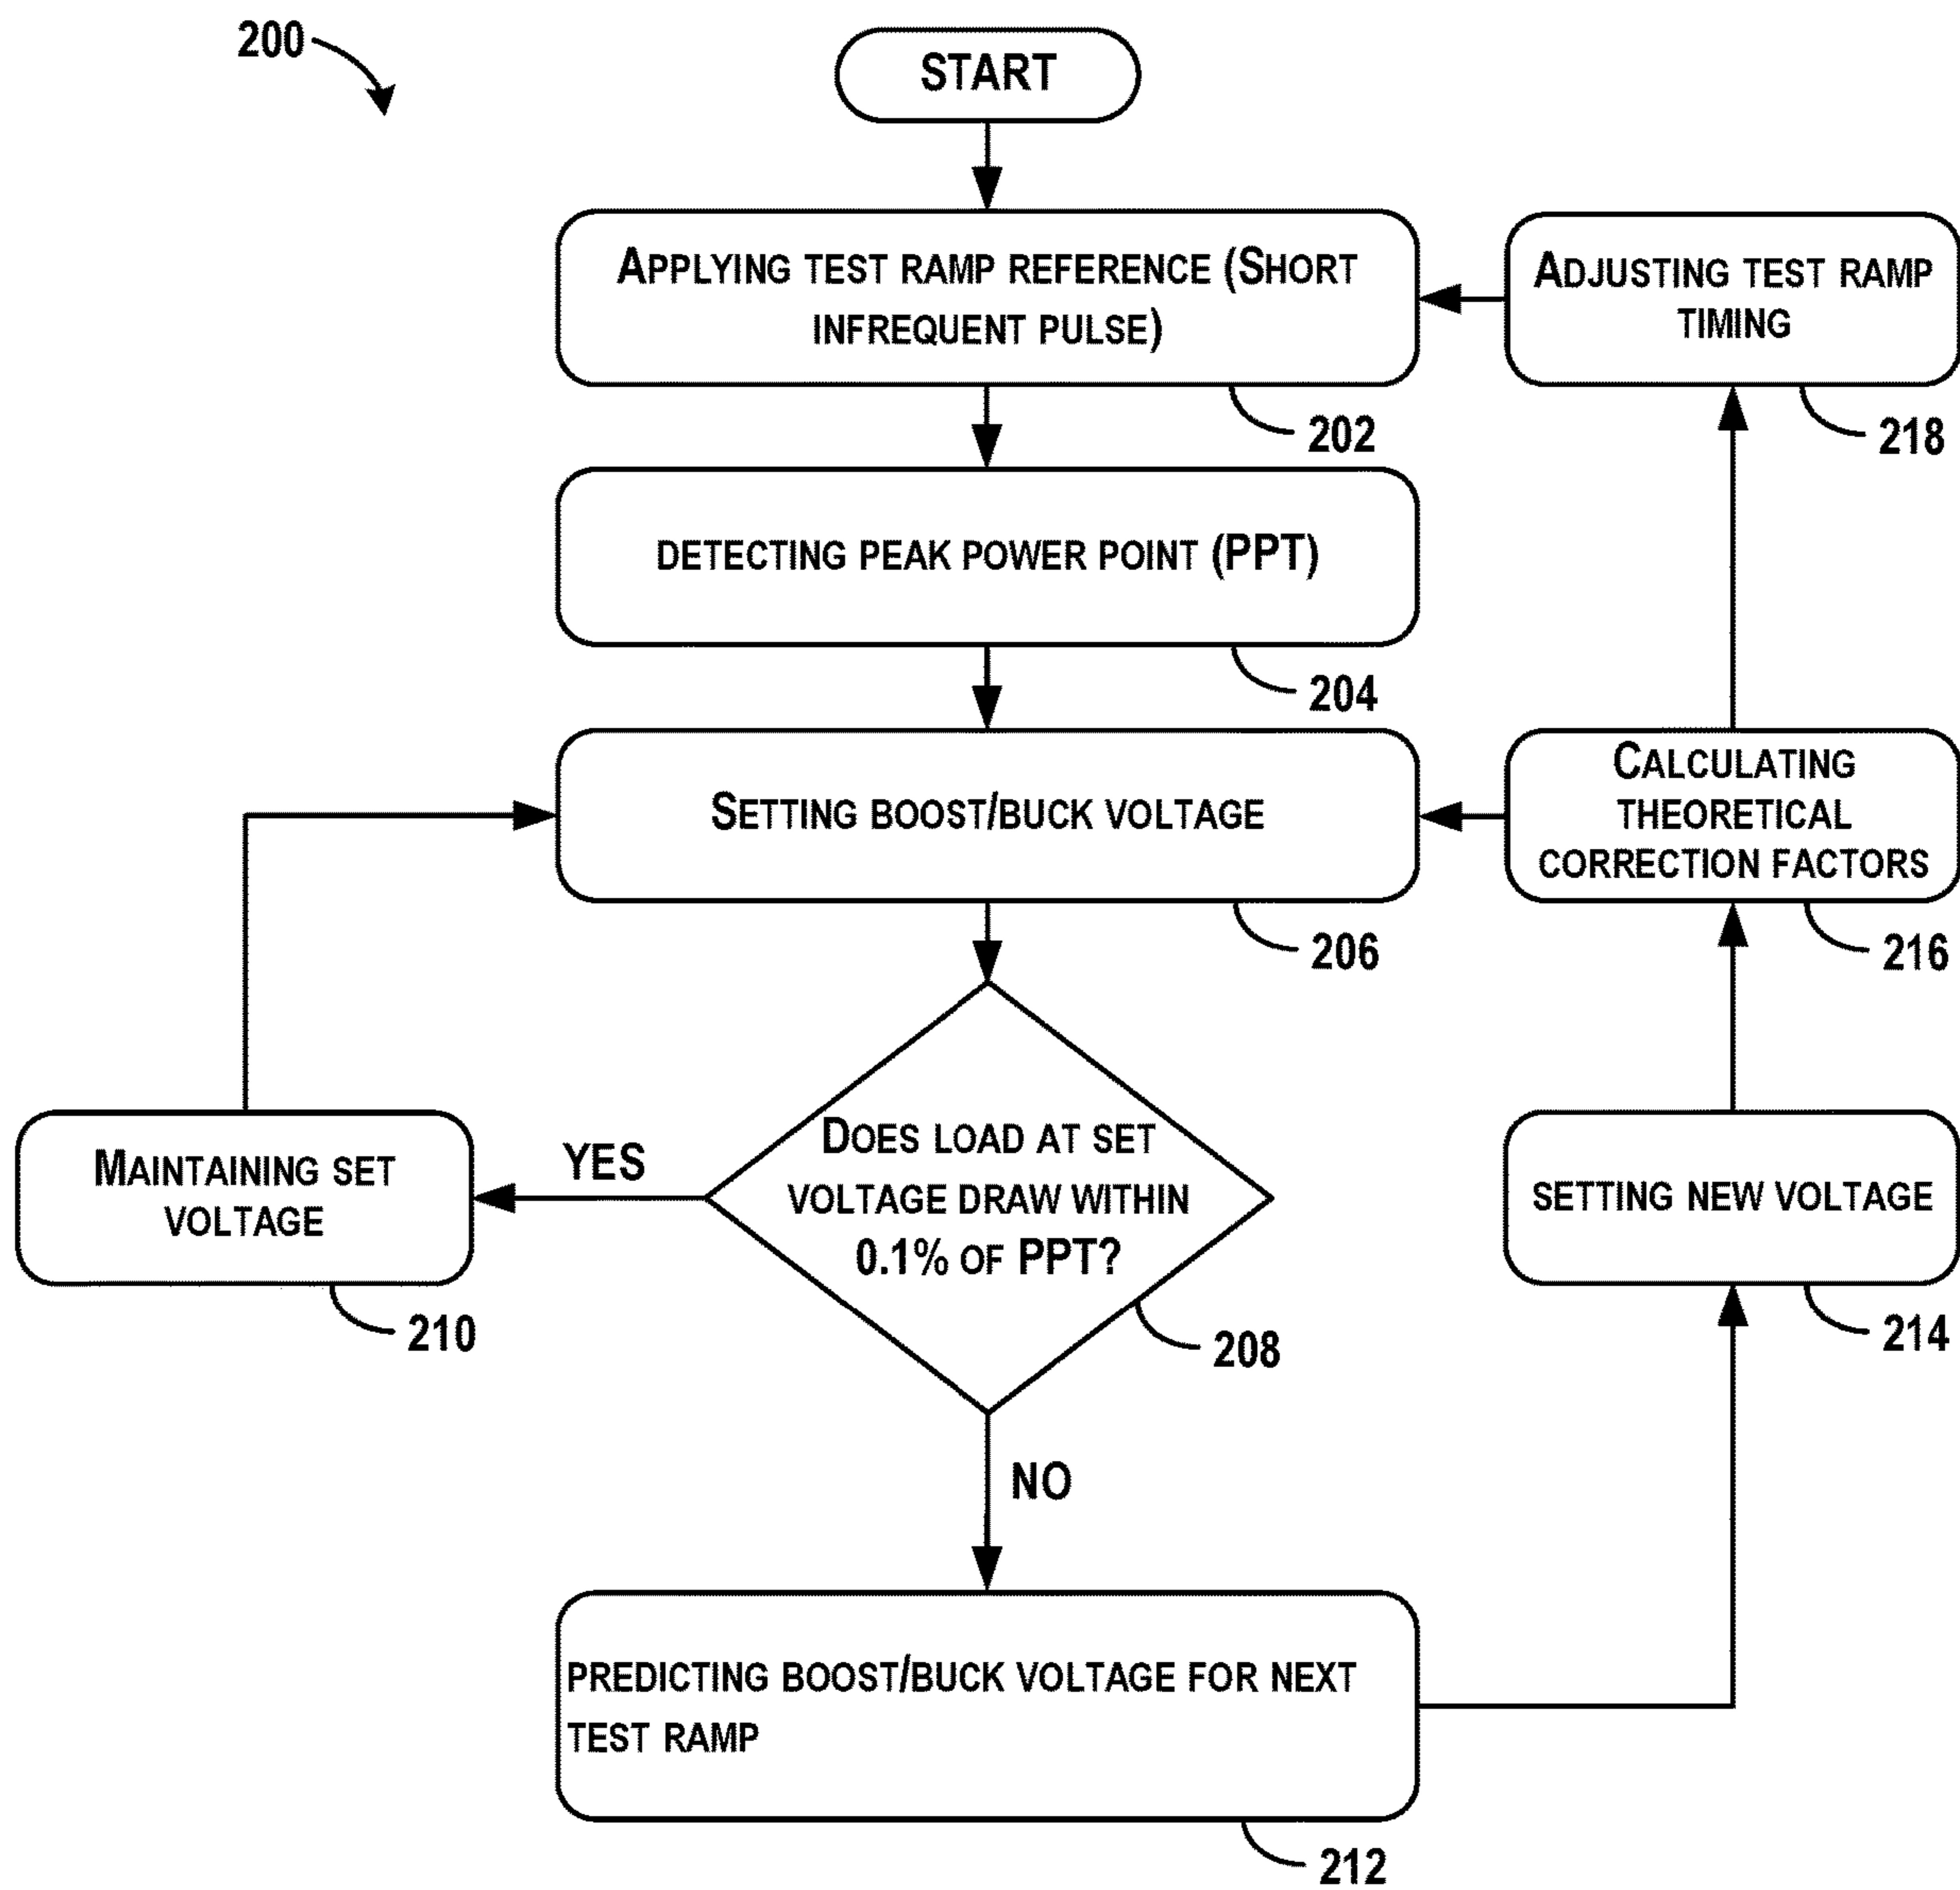 200
START
APPLYING TEST RAMP REFERENCE (SHORT
INFREQUENT PULSE)
202
ADJUSTING TEST RAMP
TIMING
218
DETECTING PEAK POWER POINT (PPT)
204
SETTING BOOST/BUCK VOLTAGE
206
CALCULATING
THEORETICAL
CORRECTION FACTORS
216
DOES LOAD AT SET
VOLTAGE DRAW WITHIN
0.1% OF PPT?
208
YES
MAINTAINING SET
VOLTAGE
210
SETTING NEW VOLTAGE
214
NO
PREDICTING BOOST/BUCK VOLTAGE FOR NEXT
TEST RAMP
212